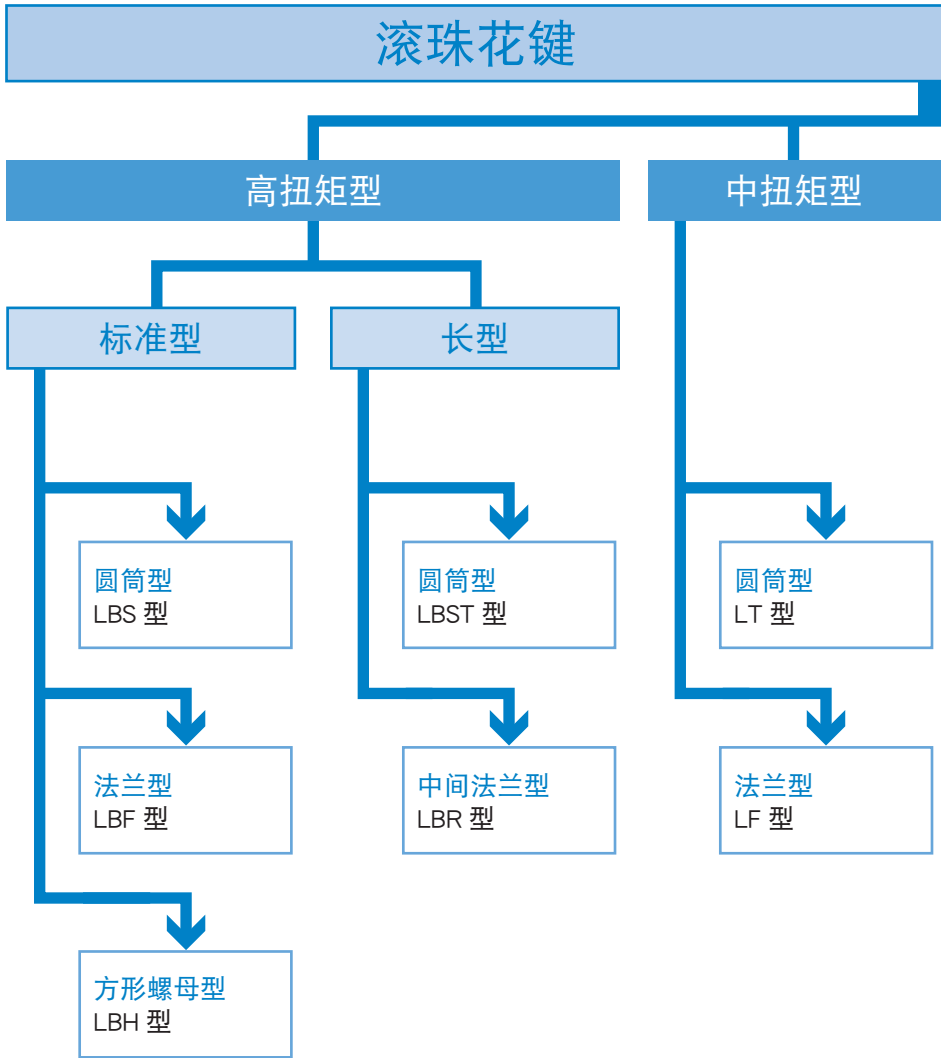 滚珠花键
高扭矩型
中扭矩型
标准型
长型
圆筒型
LBS 型
圆筒型
LBST 型
圆筒型
LT 型
法兰型
LBF 型
中间法兰型
LBR 型
法兰型
LF 型
方形螺母型
LBH 型